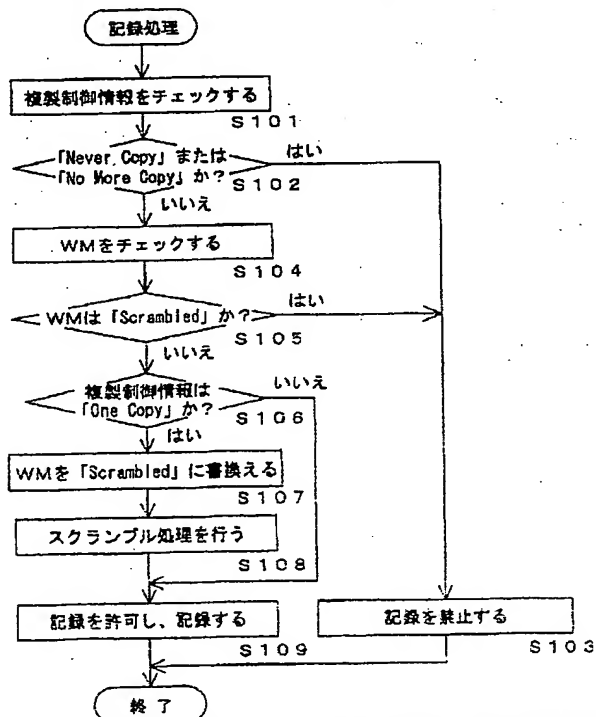 記録処理
複製制御情報をチェックする
S101
「Never Copy」または
はい
「No More Copy」か?
S102
いいえ
WMをチェックする
S104
WMは「Scrambled」か?
はい
S105
いいえ
複製制御情報は
いいえ
「One Copy」か?
S106
はい
WMを「Scrambled」に書換える
S107
スクランブル処理を行う
S108
記録を許可し、記録する
記録を禁止する
S109
S103
終了